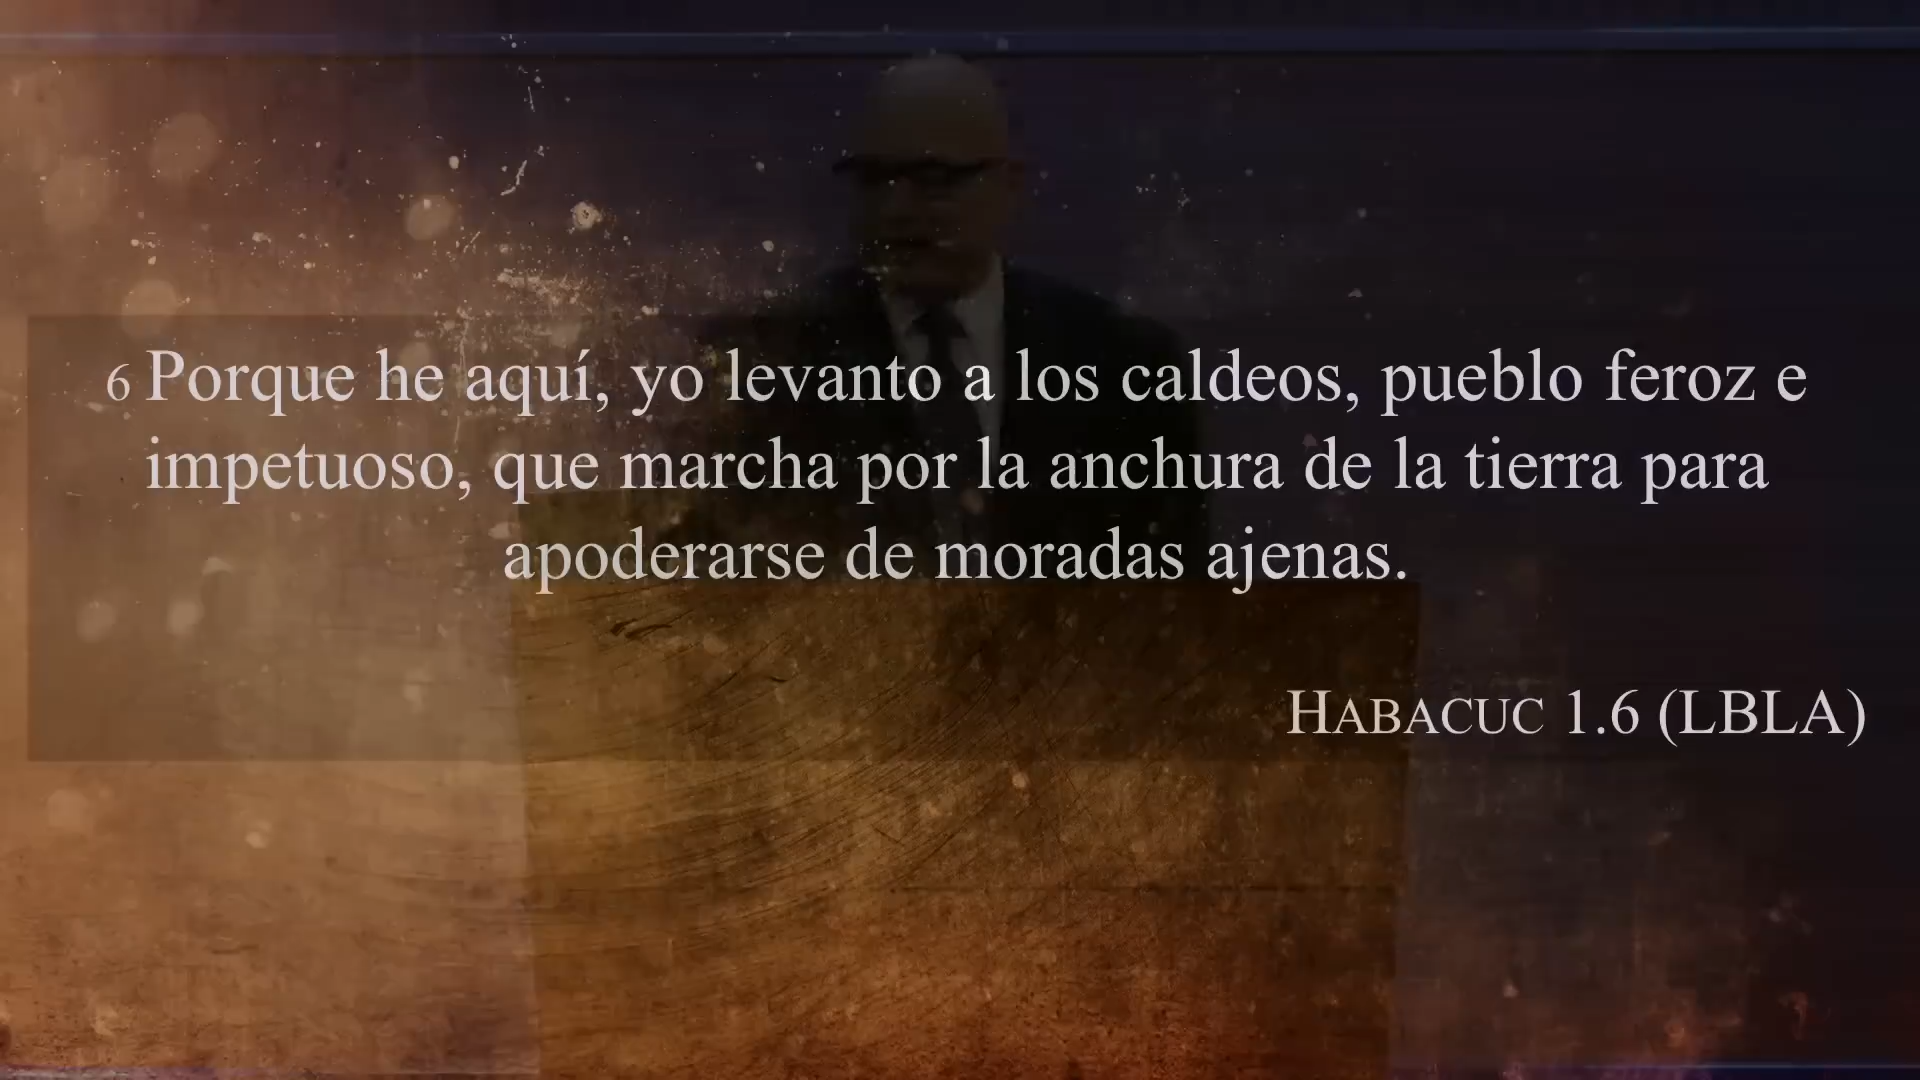 6 Porque he aquí, yo levanto a los caldeos, pueblo feroz e
impetuoso, que marcha por la anchura de la tierra para
apoderarse de moradas ajenas.
HABACUC 1.6 (LBLA)